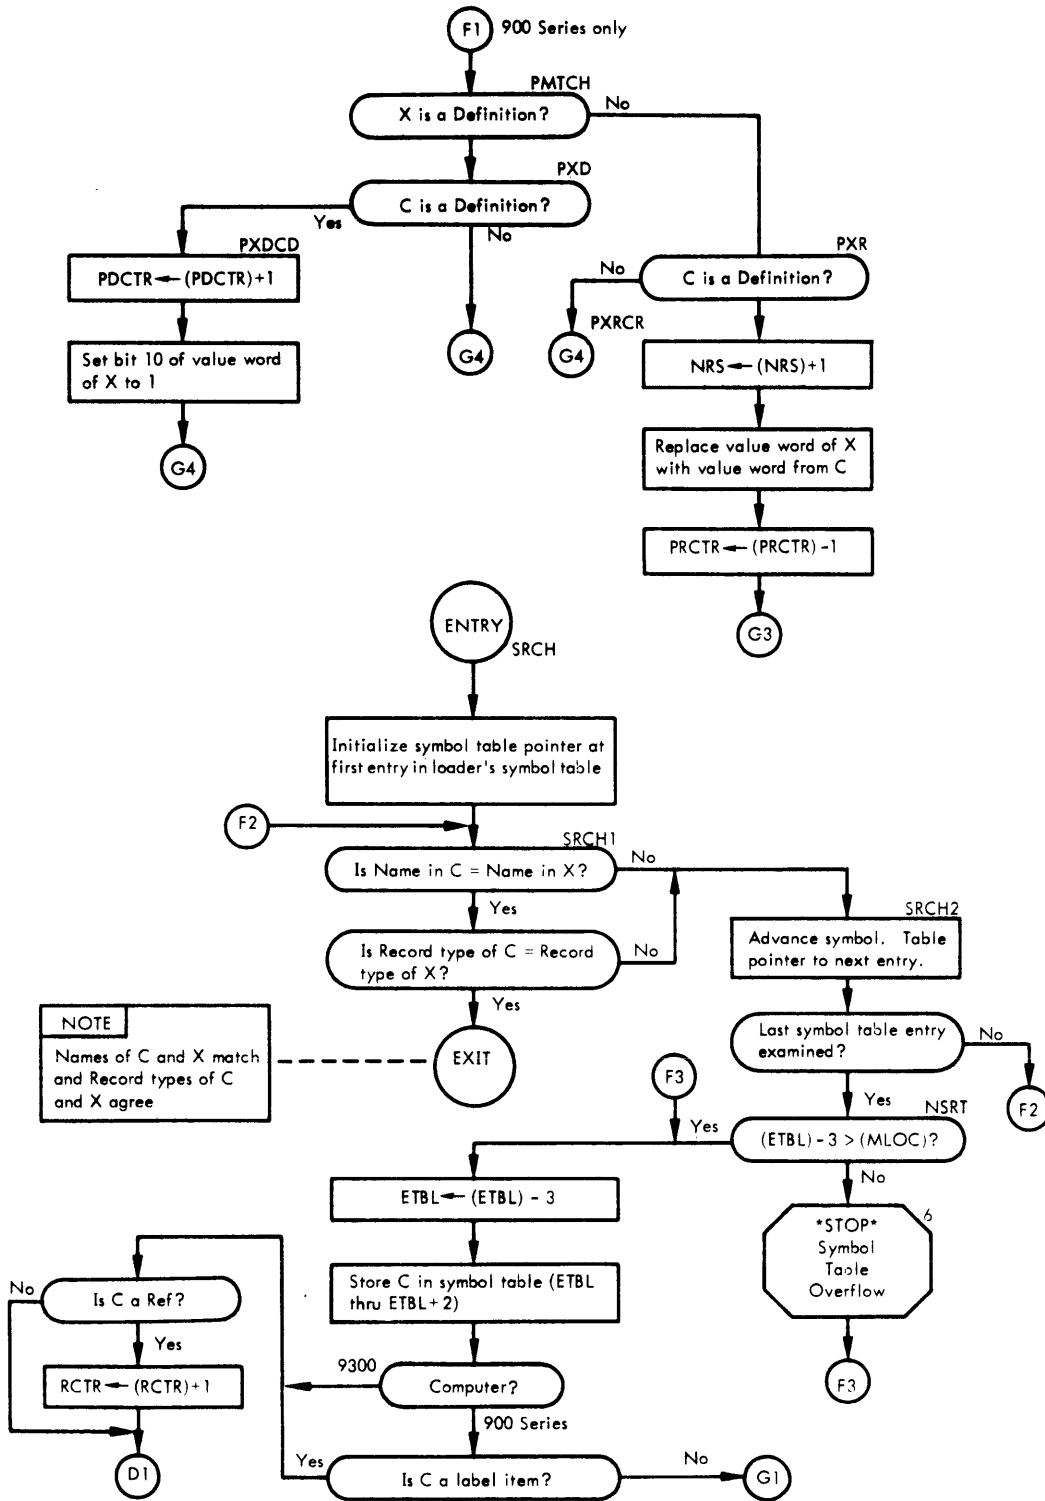 F1 900 Series only
PMTCH
X is a Definition?
No
PXD
C is a Definition?
Yes
No
PXDCD
PDCTR ← (PDCTR)+1
Set bit 10 of value word
of X to 1
G4
G4
PXR
C is a Definition?
No
PXRCR
G4
NRS ← (NRS)+1
Replace value word of X
with value word from C
PRCTR ← (PRCTR) -1
G3
ENTRY
SRCH
Initialize symbol table pointer at
first entry in loader's symbol table
F2
SRCH1
Is Name in C = Name in X?
No
Yes
Is Record type of C = Record
type of X?
No
Yes
EXIT
NOTE
Names of C and X match
and Record types of C
and X agree
SRCH2
Advance symbol. Table
pointer to next entry.
Last symbol table entry
examined?
No
F2
Yes
NSRT
(ETBL) - 3 > (MLOC)?
Yes
F3
No
6
*STOP*
Symbol
Table
Overflow
F3
ETBL ← (ETBL) - 3
Store C in symbol table (ETBL
thru ETBL+2)
Computer?
9300
900 Series
Is C a label item?
Yes
No
G1
Is C a Ref?
No
Yes
RCTR ← (RCTR)+1
D1